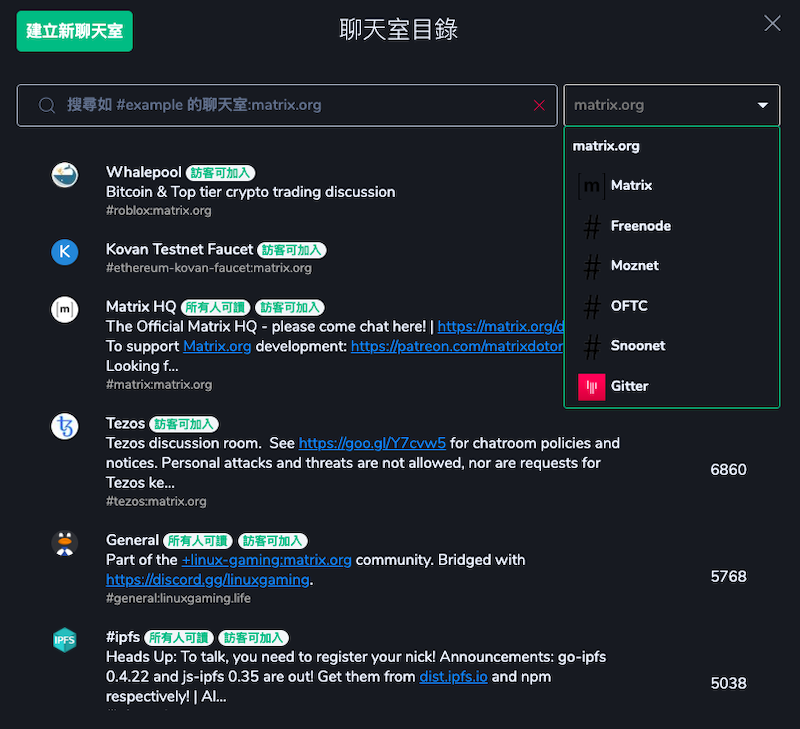 建立新聊天室
聊天室目錄
搜尋如 #example 的聊天室:matrix.org
matrix.org
matrix.org
[m] Matrix
# Freenode
# Moznet
# OFTC
# Snoonet
Gitter
Whalepool 訪客可加入
Bitcoin & Top tier crypto trading discussion
#roblox:matrix.org
K
Kovan Testnet Faucet 訪客可加入
#ethereum-kovan-faucet:matrix.org
[m]
Matrix HQ 所有人可讀 訪客可加入
The Official Matrix HQ - please come chat here! | https://matrix.org/d
To support Matrix.org development: https://patreon.com/matrixdotor
Looking f...
#matrix:matrix.org
Tezos 訪客可加入
Tezos discussion room. See https://goo.gl/Y7cvw5 for chatroom policies and
notices. Personal attacks and threats are not allowed, nor are requests for
Tezos ke...
#tezos:matrix.org
6860
General 所有人可讀 訪客可加入
Part of the +linux-gaming:matrix.org community. Bridged with
https://discord.gg/linuxgaming.
#general:linuxgaming.life
5768
IPFS
#ipfs 所有人可讀 訪客可加入
Heads Up: To talk, you need to register your nick! Announcements: go-ipfs
0.4.22 and js-ipfs 0.35 are out! Get them from dist.ipfs.io and npm
respectively! | Al...
5038